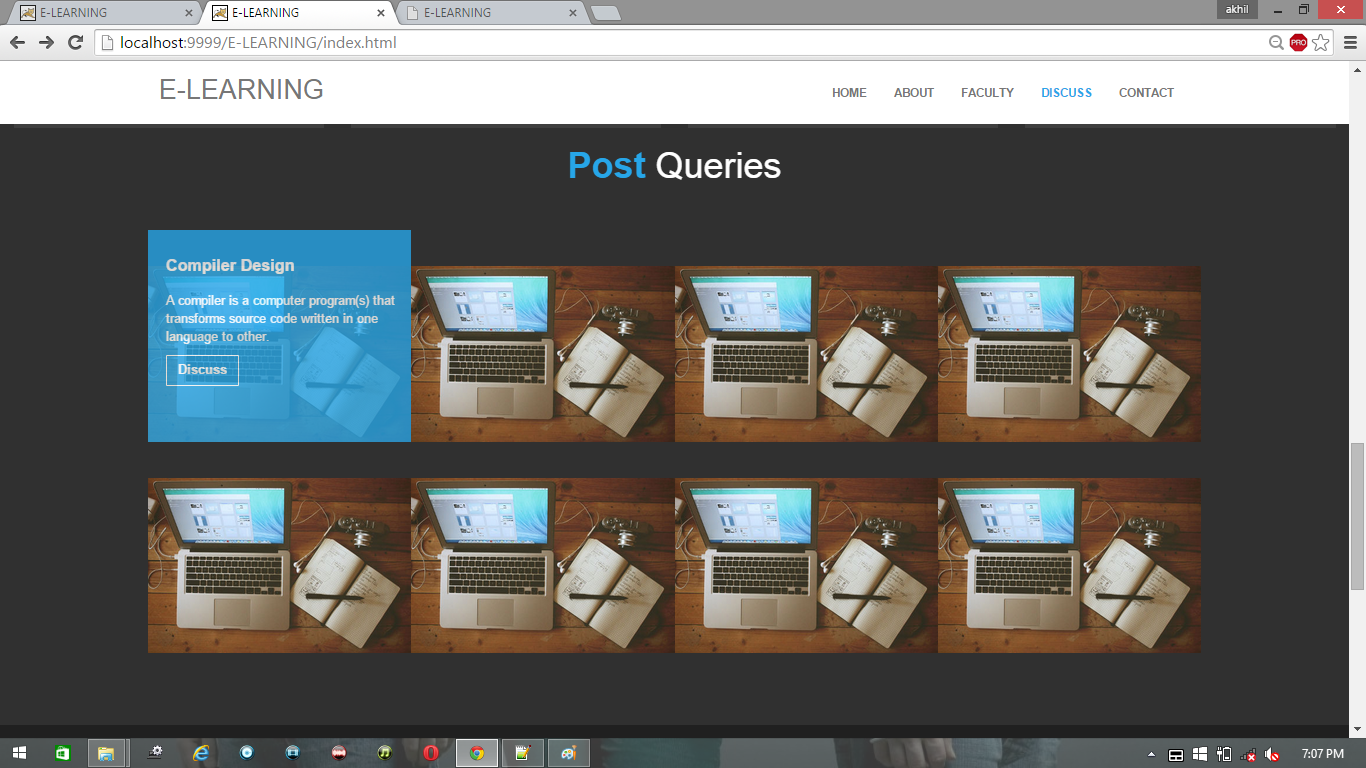 E-LEARNING
E-LEARNING
E-LEARNING
akhil
localhost:9999/E-LEARNING/index.html
PRO
E-LEARNING
HOME ABOUT FACULTY DISCUSS CONTACT
Post Queries
Compiler Design
A compiler is a computer program(s) that
transforms source code written in one
language to other.
Discuss
7:07 PM